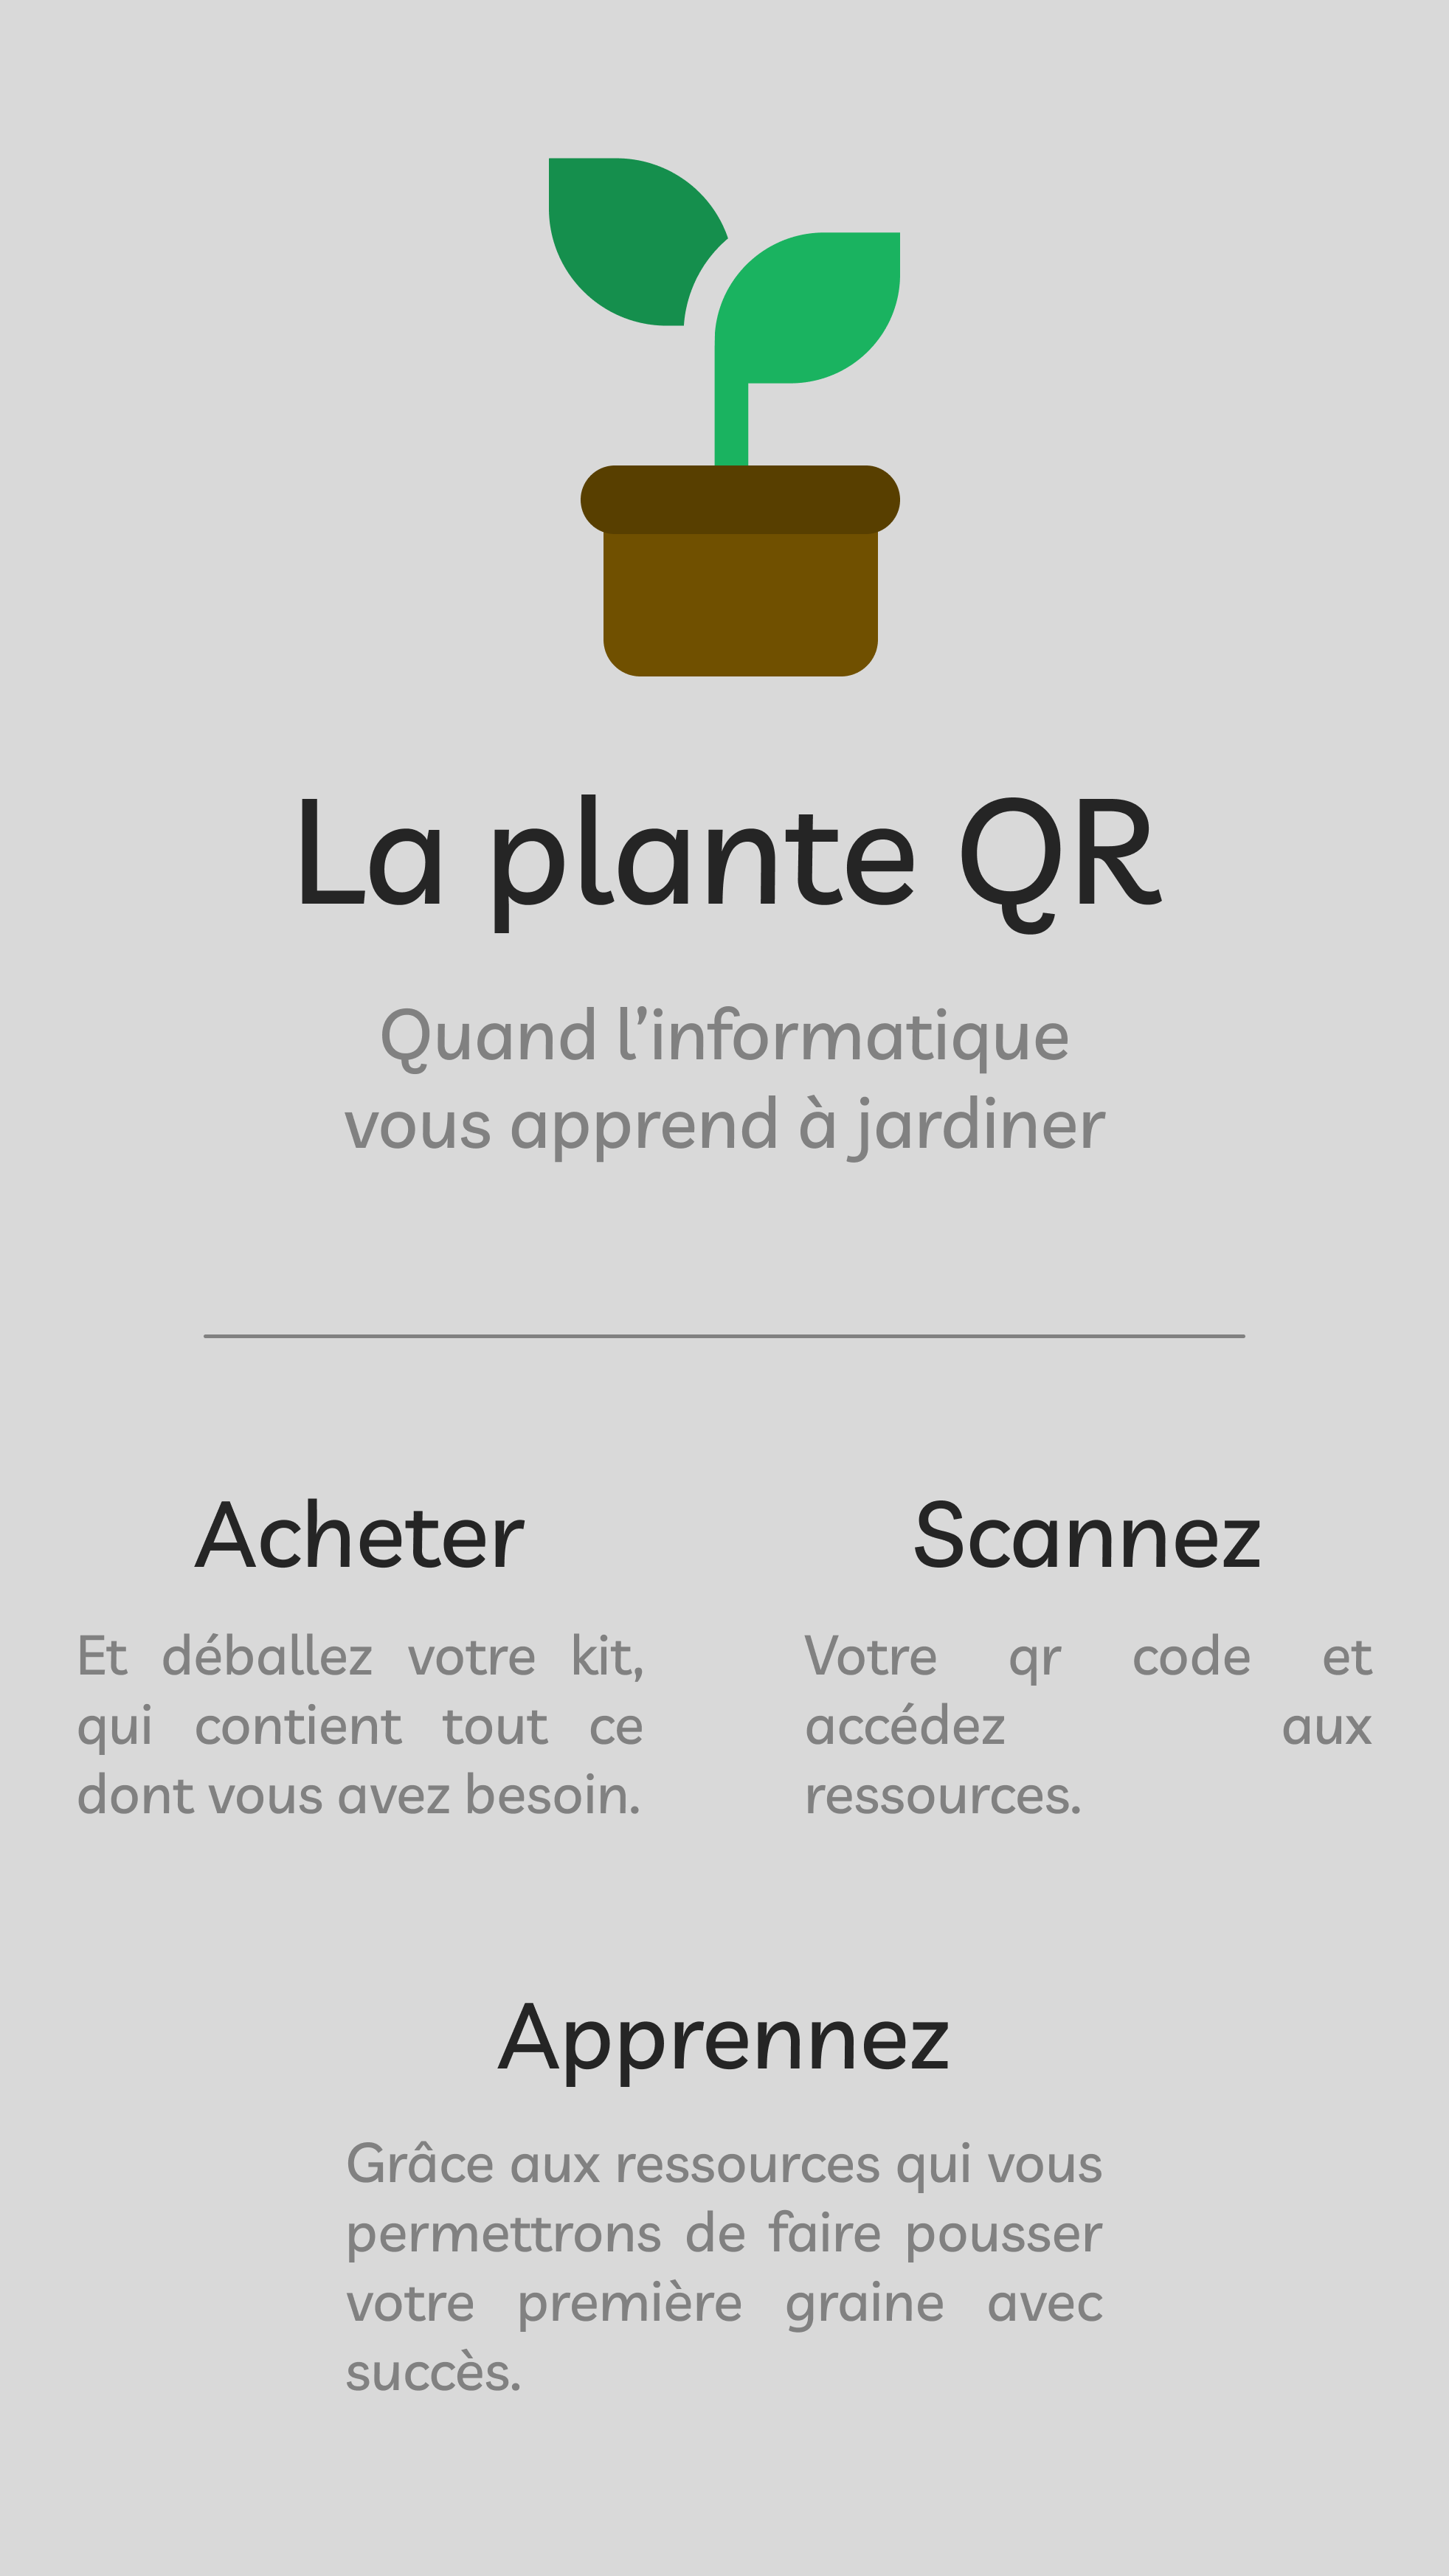 La plante QR
Quand l’informatique
vous apprend à jardiner
Acheter
Et déballez votre kit,
qui contient tout ce
dont vous avez besoin.
Scannez
Votre qr code et
accédez aux
ressources.
Apprennez
Grâce aux ressources qui vous
permettrons de faire pousser
votre première graine avec
succès.